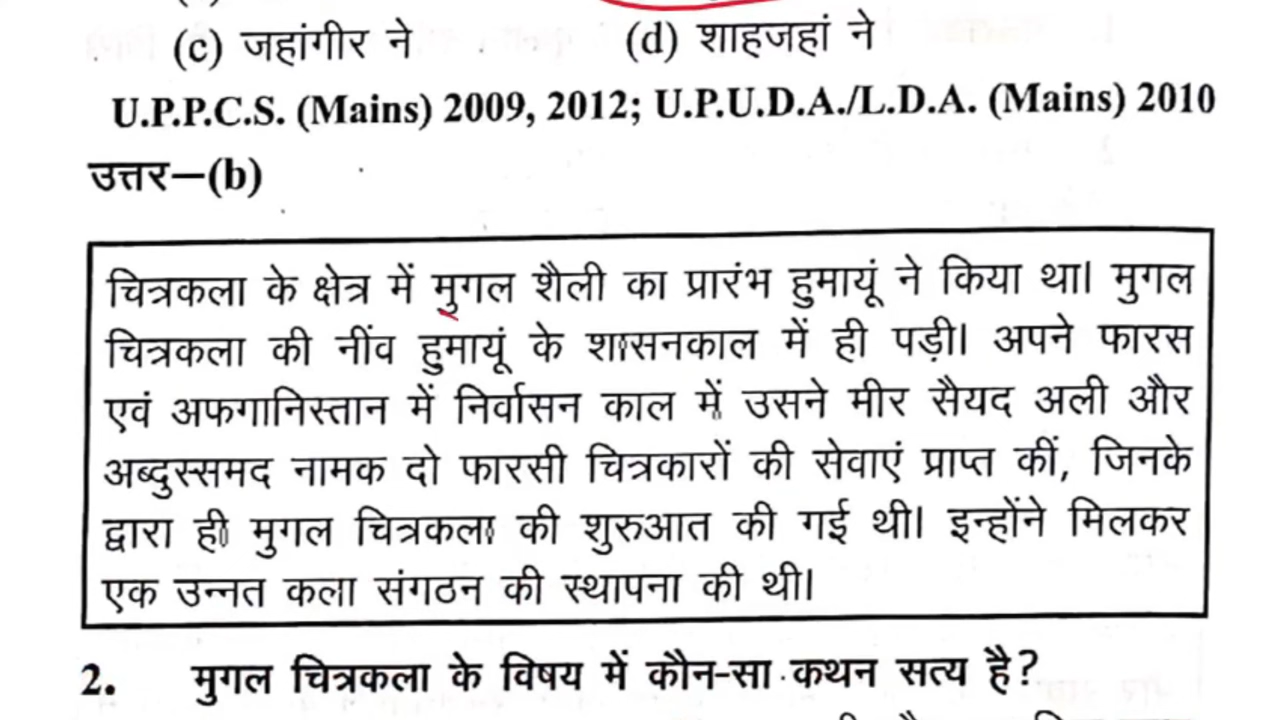 (c) जहांगीर ने (d) शाहजहां ने
U.P.P.C.S. (Mains) 2009, 2012; U.P.U.D.A./L.D.A. (Mains) 2010
उत्तर—(b)
चित्रकला के क्षेत्र में मुगल शैली का प्रारंभ हुमायूं ने किया था। मुगल
चित्रकला की नींव हुमायूं के शासनकाल में ही पड़ी। अपने फारस
एवं अफगानिस्तान में निर्वासन काल में उसने मीर सैयद अली और
अब्दुस्समद नामक दो फारसी चित्रकारों की सेवाएं प्राप्त कीं, जिनके
द्वारा ही मुगल चित्रकला की शुरुआत की गई थी। इन्होंने मिलकर
एक उन्नत कला संगठन की स्थापना की थी।
2. मुगल चित्रकला के विषय में कौन-सा कथन सत्य है?